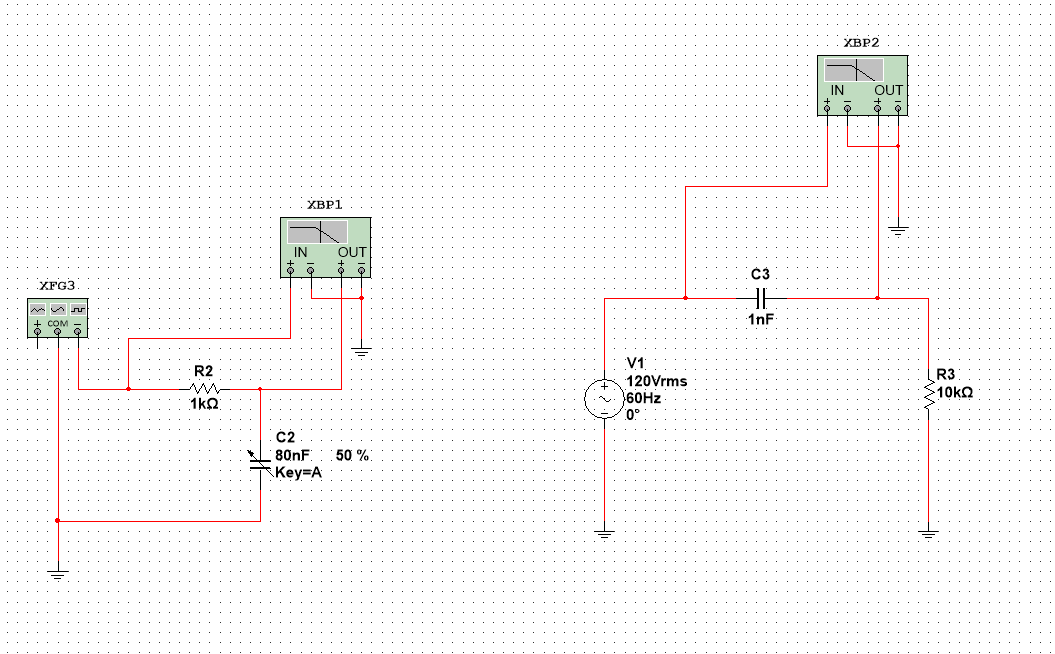 XBP2
IN OUT
+ − + −
XBP1
IN OUT
+ − + −
XFG3
+ COM −
C3
1nF
R2
1kΩ
V1
120Vrms
60Hz
0°
R3
10kΩ
C2
80nF 50 %
Key=A